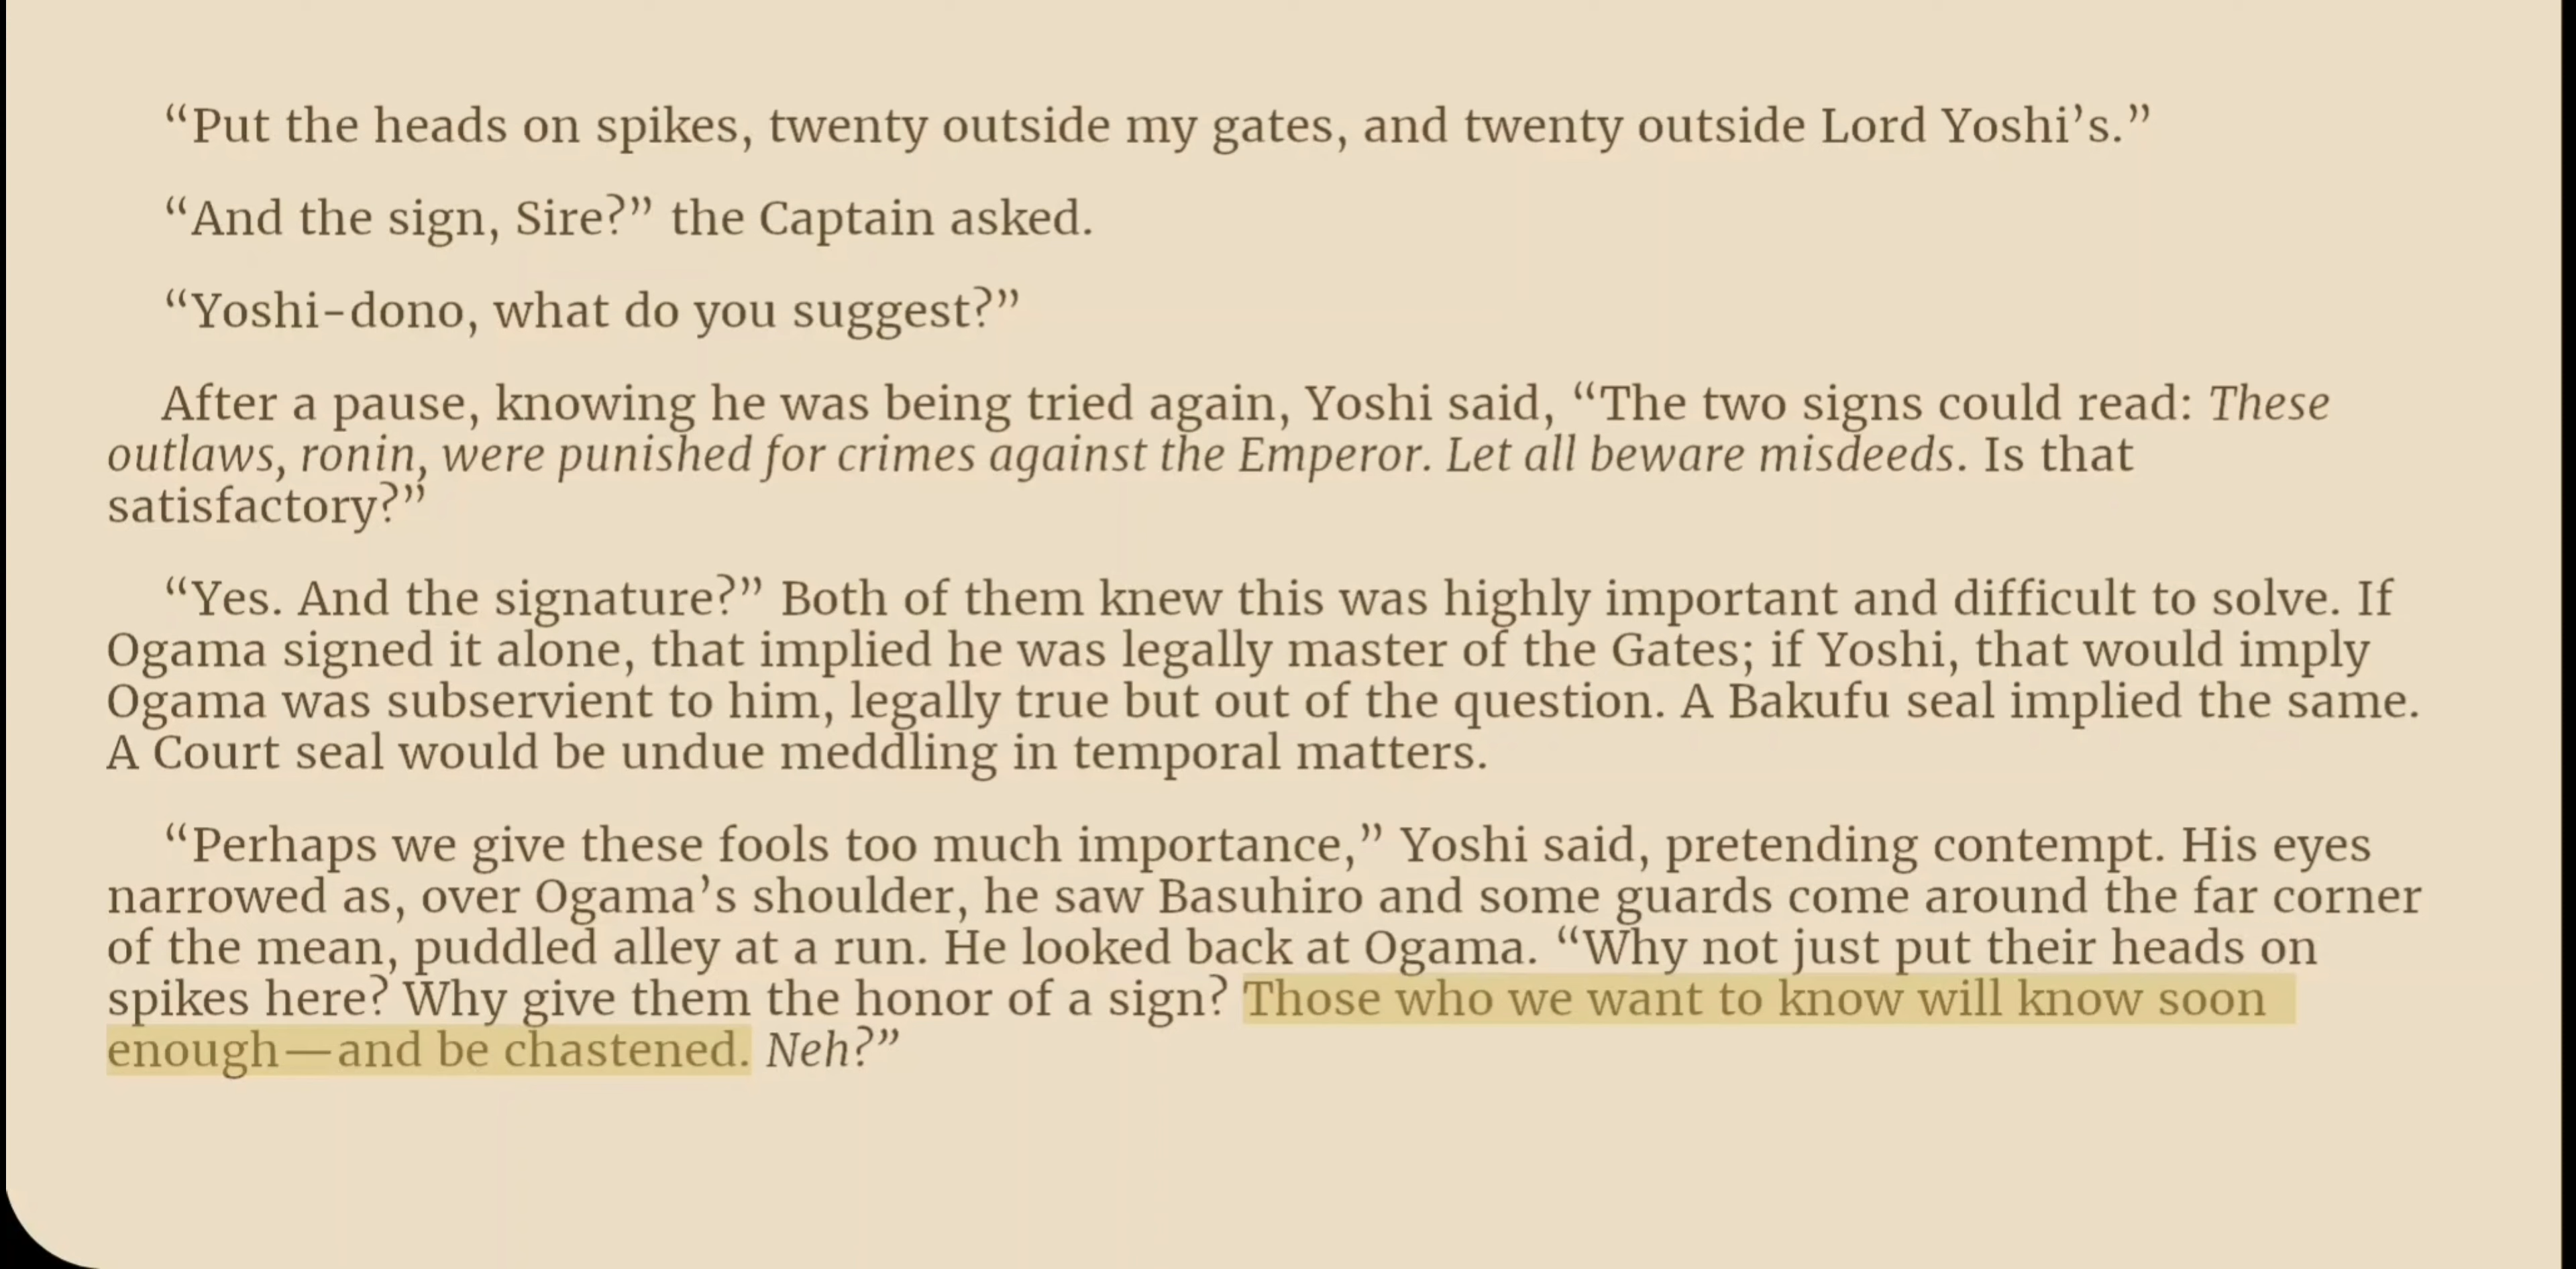 “Put the heads on spikes, twenty outside my gates, and twenty outside Lord Yoshi’s.”
“And the sign, Sire?” the Captain asked.
“Yoshi-dono, what do you suggest?”
After a pause, knowing he was being tried again, Yoshi said, “The two signs could read: These
outlaws, ronin, were punished for crimes against the Emperor. Let all beware misdeeds. Is that
satisfactory?”
“Yes. And the signature?” Both of them knew this was highly important and difficult to solve. If
Ogama signed it alone, that implied he was legally master of the Gates; if Yoshi, that would imply
Ogama was subservient to him, legally true but out of the question. A Bakufu seal implied the same.
A Court seal would be undue meddling in temporal matters.
“Perhaps we give these fools too much importance,” Yoshi said, pretending contempt. His eyes
narrowed as, over Ogama’s shoulder, he saw Basuhiro and some guards come around the far corner
of the mean, puddled alley at a run. He looked back at Ogama. “Why not just put their heads on
spikes here? Why give them the honor of a sign? Those who we want to know will know soon
enough—and be chastened. Neh?”